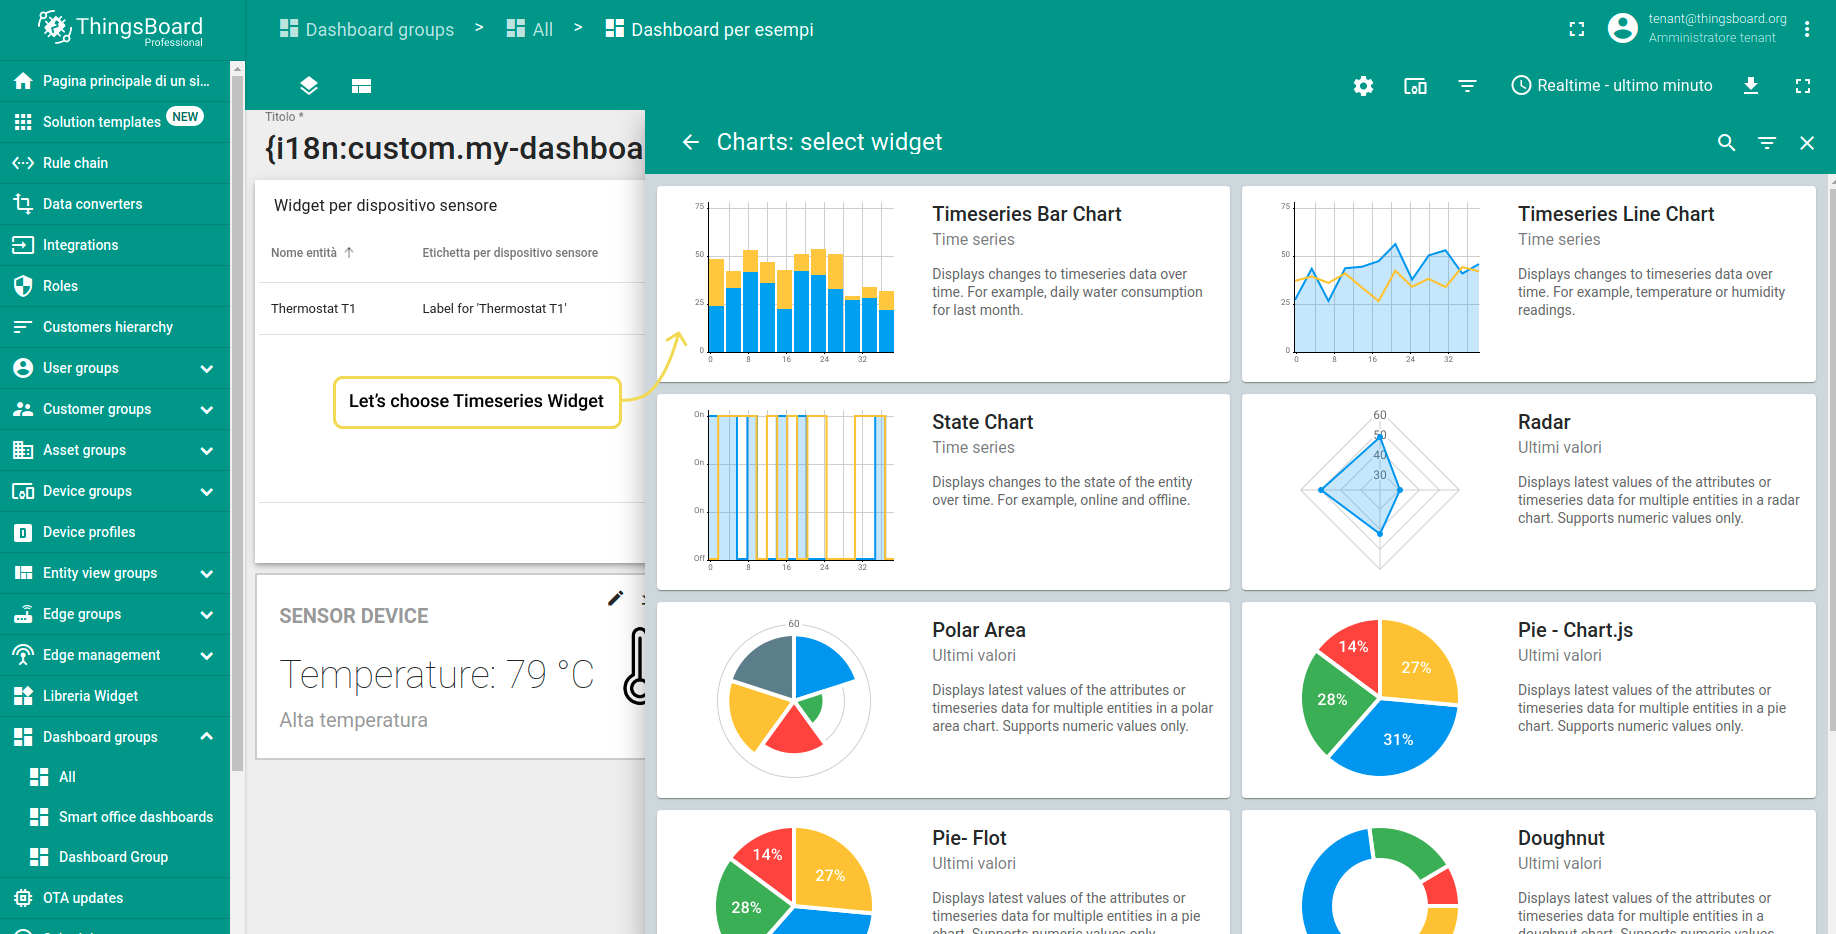 ThingsBoard
Professional
Dashboard groups > All > Dashboard per esempi
tenant@thingsboard.org
Amministratore tenant
Realtime - ultimo minuto
Pagina principale di un si...
Solution templates NEW
Rule chain
Data converters
Integrations
Roles
Customers hierarchy
User groups
Customer groups
Asset groups
Device groups
Device profiles
Entity view groups
Edge groups
Edge management
Libreria Widget
Dashboard groups
All
Smart office dashboards
Dashboard Group
OTA updates
Titolo *
{i18n:custom.my-dashboa
Widget per dispositivo sensore
Nome entità Etichetta per dispositivo sensore
Thermostat T1 Label for 'Thermostat T1'
Let's choose Timeseries Widget
SENSOR DEVICE
Temperature: 79 °C
Alta temperatura
Charts: select widget
75
50
25
0
0 8 16 24 32
Timeseries Bar Chart
Time series
Displays changes to timeseries data over
time. For example, daily water consumption
for last month.
75
50
25
0
0 8 16 24 32
Timeseries Line Chart
Time series
Displays changes to timeseries data over
time. For example, temperature or humidity
readings.
On
On
On
Off
0 8 16 24 32
State Chart
Time series
Displays changes to the state of the entity
over time. For example, online and offline.
60
50
40
30
Radar
Ultimi valori
Displays latest values of the attributes or
timeseries data for multiple entities in a radar
chart. Supports numeric values only.
60
Polar Area
Ultimi valori
Displays latest values of the attributes or
timeseries data for multiple entities in a polar
area chart. Supports numeric values only.
14%
27%
28%
31%
Pie - Chart.js
Ultimi valori
Displays latest values of the attributes or
timeseries data for multiple entities in a pie
chart. Supports numeric values only.
14%
27%
28%
Pie- Flot
Ultimi valori
Displays latest values of the attributes or
timeseries data for multiple entities in a pie
chart. Supports numeric values only.
Doughnut
Ultimi valori
Displays latest values of the attributes or
timeseries data for multiple entities in a
doughnut chart. Supports numeric values